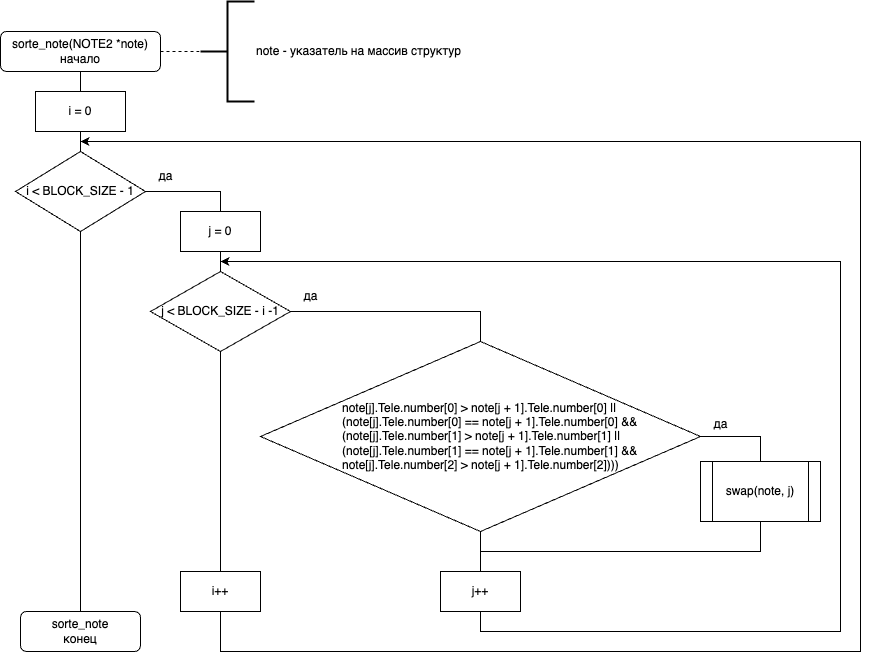 sorte_note(NOTE2 *note)
начало
note - указатель на массив структур
i = 0
i < BLOCK_SIZE - 1
да
j = 0
j < BLOCK_SIZE - i -1
да
note[j].Tele.number[0] > note[j + 1].Tele.number[0] ||
(note[j].Tele.number[0] == note[j + 1].Tele.number[0] &&
(note[j].Tele.number[1] > note[j + 1].Tele.number[1] ||
(note[j].Tele.number[1] == note[j + 1].Tele.number[1] &&
note[j].Tele.number[2] > note[j + 1].Tele.number[2])))
да
swap(note, j)
i++
j++
sorte_note
конец